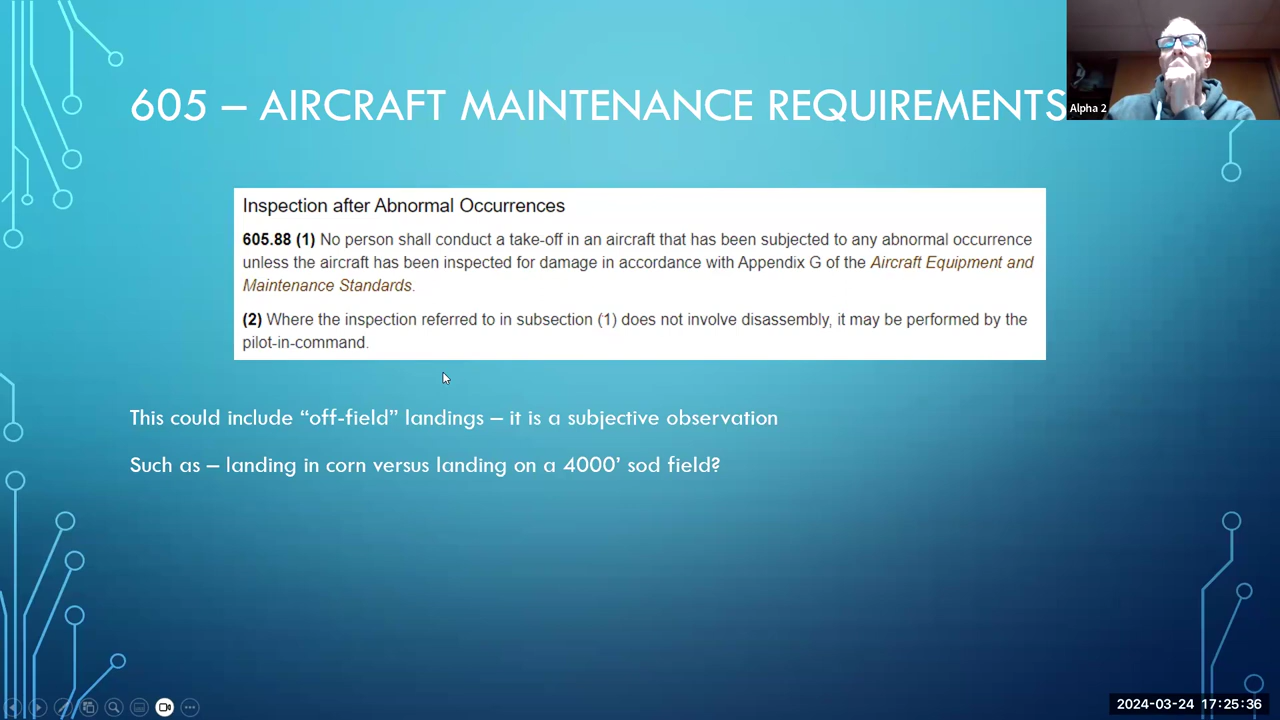 605 – AIRCRAFT MAINTENANCE REQUIREMENTS
Alpha 2
Inspection after Abnormal Occurrences
605.88 (1) No person shall conduct a take-off in an aircraft that has been subjected to any abnormal occurrence
unless the aircraft has been inspected for damage in accordance with Appendix G of the Aircraft Equipment and
Maintenance Standards.
(2) Where the inspection referred to in subsection (1) does not involve disassembly, it may be performed by the
pilot-in-command.
This could include “off-field” landings – it is a subjective observation
Such as – landing in corn versus landing on a 4000’ sod field?
2024-03-24 17:25:36